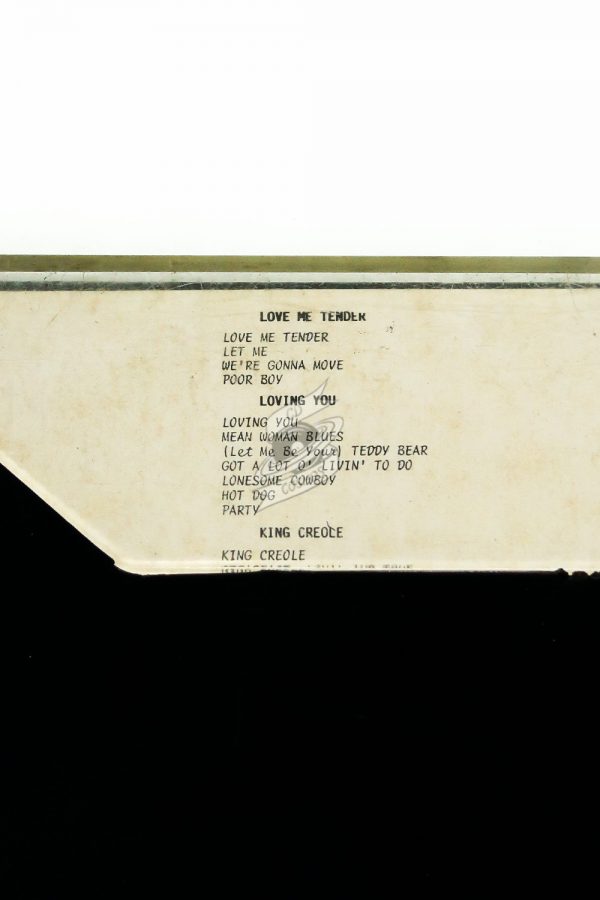 LOVE ME TENDER
LOVE ME TENDER
LET ME
WE'RE GONNA MOVE
POOR BOY
LOVING YOU
LOVING YOU
MEAN WOMAN BLUES
(Let Me Be Your) TEDDY BEAR
GOT A LOT O' LIVIN' TO DO
LONESOME COWBOY
HOT DOG
PARTY
KING CREOLE
KING CREOLE